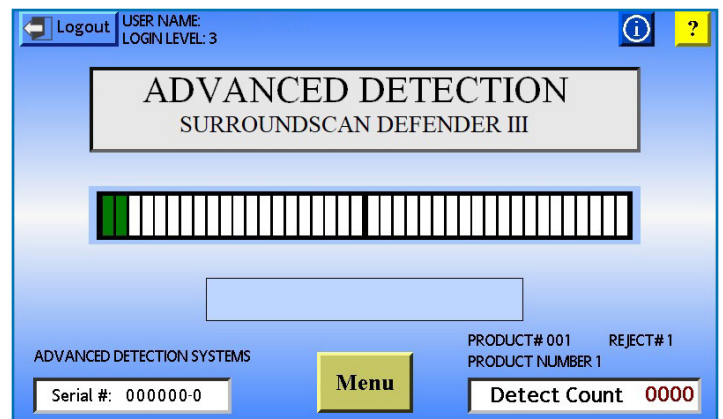 Logout
USER NAME:
LOGIN LEVEL: 3
i
?
ADVANCED DETECTION
SURROUNDSCAN DEFENDER III
ADVANCED DETECTION SYSTEMS
Serial #: 000000-0
Menu
PRODUCT# 001 REJECT# 1
PRODUCT NUMBER 1
Detect Count 0000